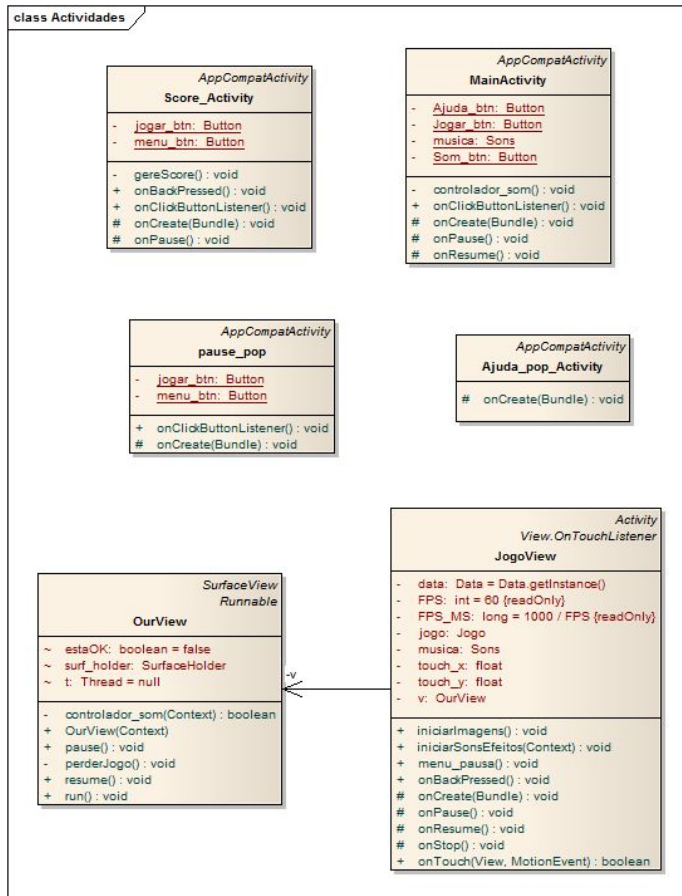 class Actividades
AppCompatActivity
Score_Activity
- jogar_btn: Button
- menu_btn: Button
- gereScore() : void
+ onBackPressed() : void
+ onClickButtonListener() : void
# onCreate(Bundle) : void
# onPause() : void
AppCompatActivity
MainActivity
- Ajuda_btn: Button
- Jogar_btn: Button
- musica: Sons
- Som_btn: Button
- controlador_som() : void
+ onClickButtonListener() : void
# onCreate(Bundle) : void
# onPause() : void
# onResume() : void
AppCompatActivity
pause_pop
- jogar_btn: Button
- menu_btn: Button
+ onClickButtonListener() : void
# onCreate(Bundle) : void
AppCompatActivity
Ajuda_pop_Activity
# onCreate(Bundle) : void
SurfaceView
Runnable
OurView
~ estaOK: boolean = false
~ surf_holder: SurfaceHolder
~ t: Thread = null
- controlador_som(Context) : boolean
+ OurView(Context)
+ pause() : void
- perderJogo() : void
+ resume() : void
+ run() : void
-v
Activity
View.OnTouchListener
JogoView
- data: Data = Data.getInstance()
- FPS: int = 60 {readOnly}
- FPS_MS: long = 1000 / FPS {readOnly}
- jogo: Jogo
- musica: Sons
- touch_x: float
- touch_y: float
- v: OurView
+ iniciarImagens() : void
+ iniciarSonsEfeitos(Context) : void
+ menu_pausa() : void
+ onBackPressed() : void
# onCreate(Bundle) : void
# onPause() : void
# onResume() : void
# onStop() : void
+ onTouch(View, MotionEvent) : boolean